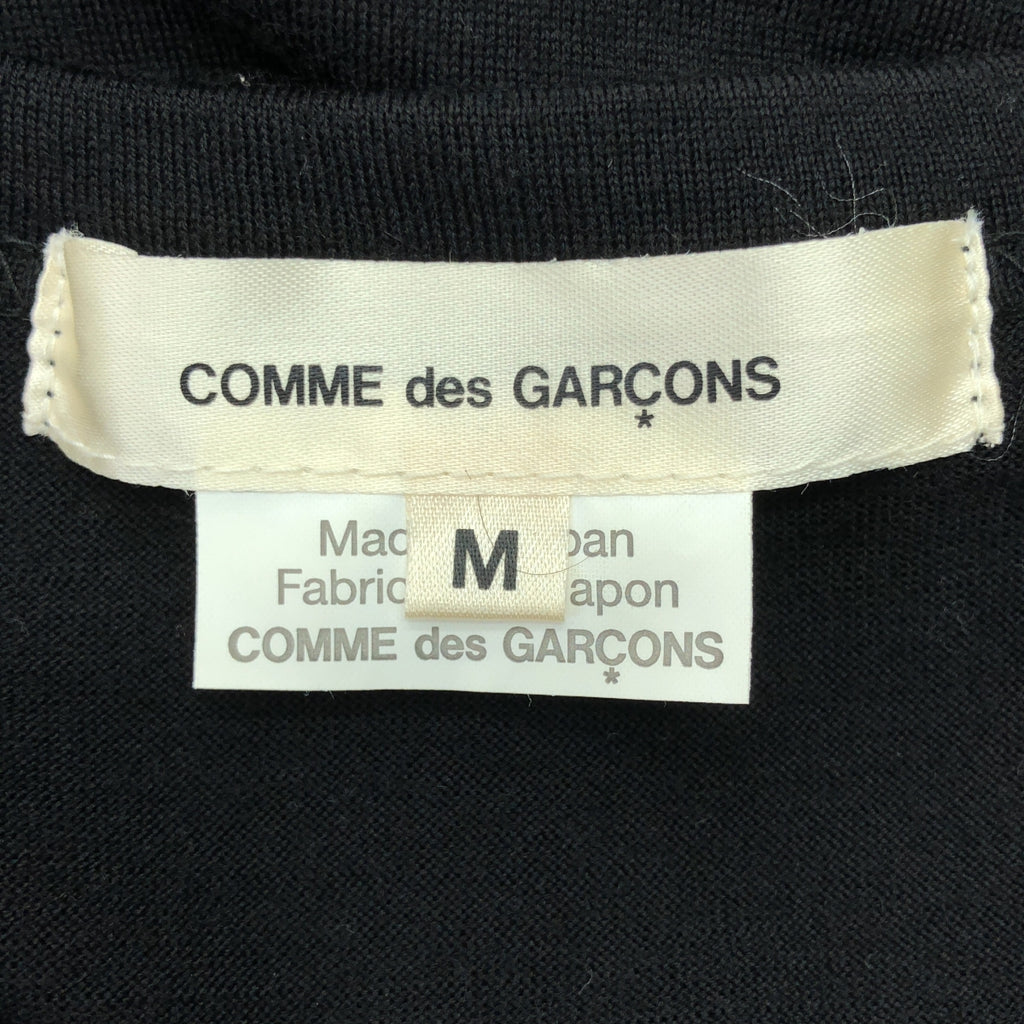 COMME des GARÇONS
*
Mac M pan
Fabric apon
COMME des GARÇONS
*